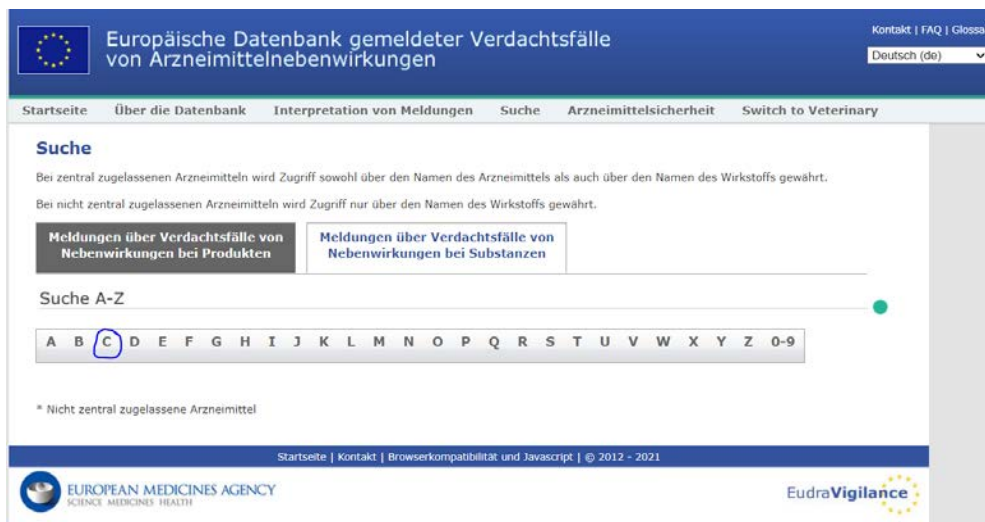 Europäische Datenbank gemeldeter Verdachtsfälle
von Arzneimittelnebenwirkungen
Kontakt | FAQ | Glossa
Deutsch (de)
Startseite Über die Datenbank Interpretation von Meldungen Suche Arzneimittelsicherheit Switch to Veterinary
Suche
Bei zentral zugelassenen Arzneimitteln wird Zugriff sowohl über den Namen des Arzneimittels als auch über den Namen des Wirkstoffs gewährt.
Bei nicht zentral zugelassenen Arzneimitteln wird Zugriff nur über den Namen des Wirkstoffs gewährt.
Meldungen über Verdachtsfälle von
Nebenwirkungen bei Produkten
Meldungen über Verdachtsfälle von
Nebenwirkungen bei Substanzen
Suche A-Z
A B C D E F G H I J K L M N O P Q R S T U V W X Y Z 0-9
* Nicht zentral zugelassene Arzneimittel
Startseite | Kontakt | Browserkompatibilität und Javascript | © 2012 - 2021
EUROPEAN MEDICINES AGENCY
SCIENCE MEDICINES HEALTH
EudraVigilance